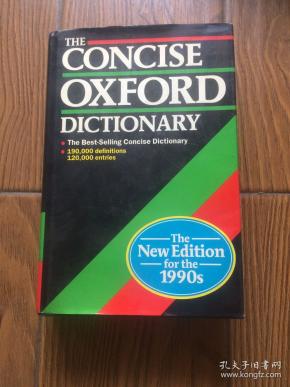 THE
CONCISE
OXFORD
DICTIONARY
The Best-Selling Concise Dictionary
190,000 definitions
120,000 entries
The
New Edition
for the
1990s
孔夫子旧书网
kongfz.com